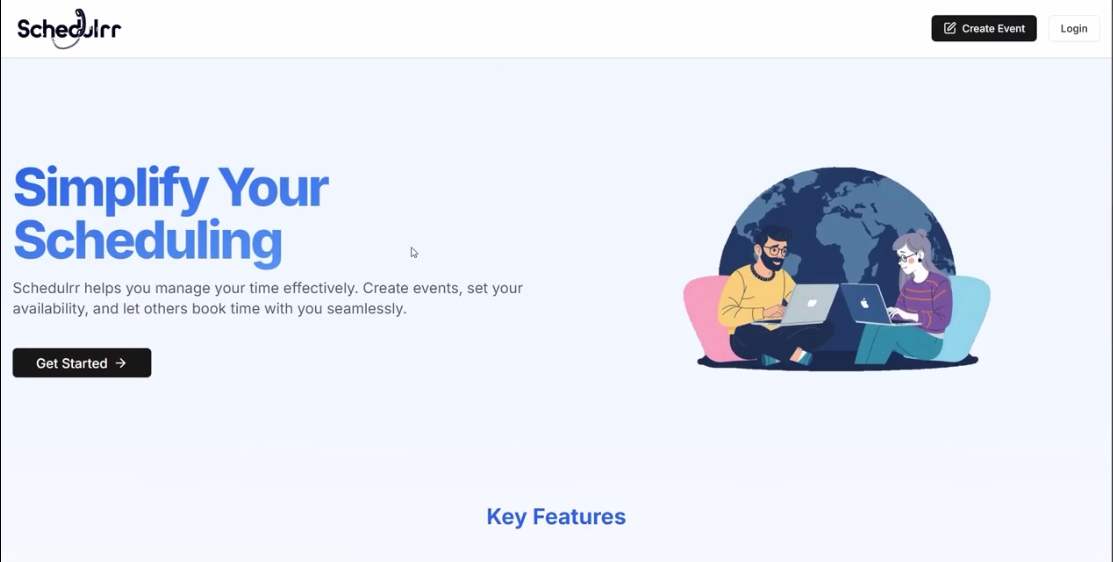 Schedulrr
Create Event
Login
Simplify Your
Scheduling
Schedulrr helps you manage your time effectively. Create events, set your
availability, and let others book time with you seamlessly.
Get Started →
Key Features